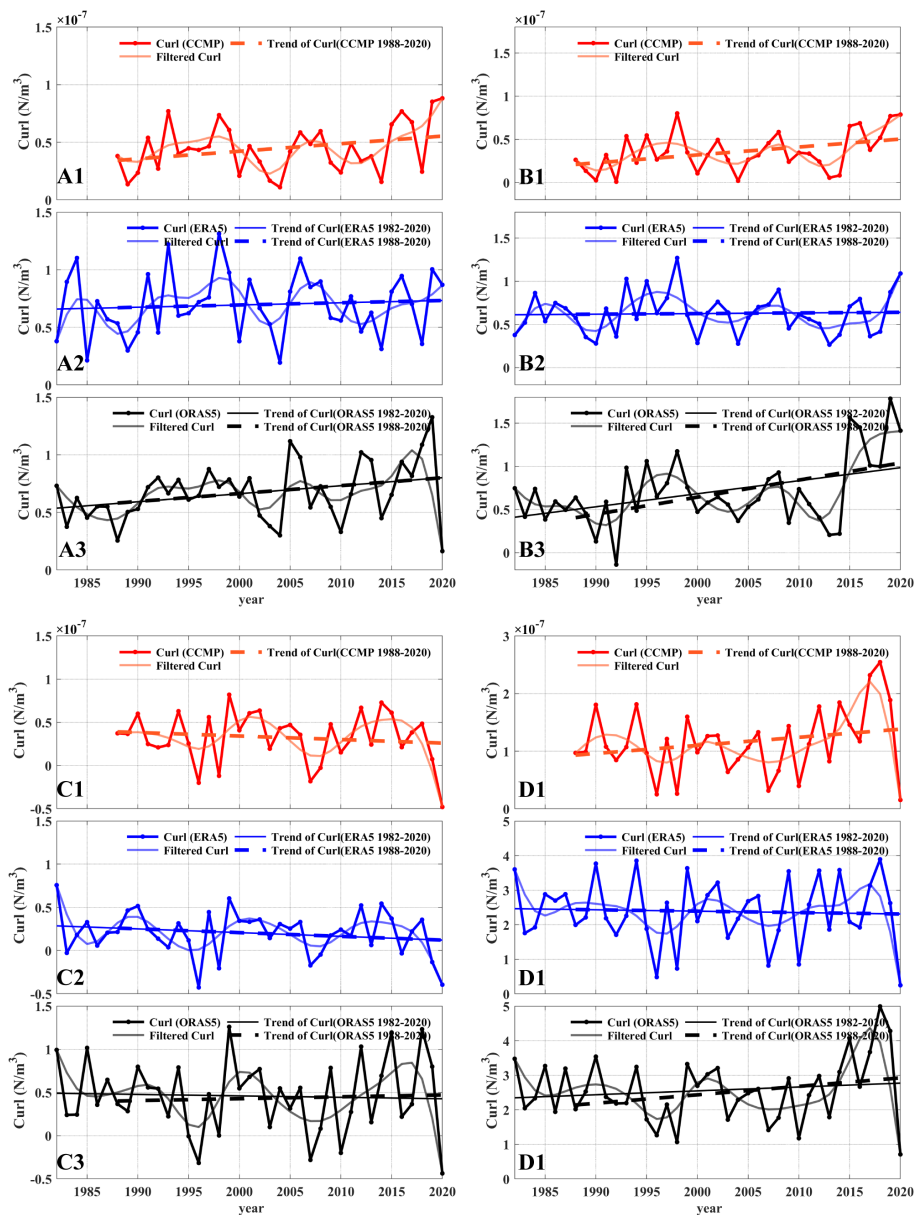 ×10⁻⁷
1.5
1
0.5
0
Curl (N/m³)
Curl (CCMP)
Trend of Curl(CCMP 1988-2020)
Filtered Curl
A1
×10⁻⁷
1.5
1
0.5
0
Curl (N/m³)
Curl (CCMP)
Trend of Curl(CCMP 1988-2020)
Filtered Curl
B1
1.5
1
0.5
0
Curl (N/m³)
Curl (ERA5)
Trend of Curl(ERA5 1982-2020)
Filtered Curl
Trend of Curl(ERA5 1988-2020)
A2
1.5
1
0.5
0
Curl (N/m³)
Curl (ERA5)
Trend of Curl(ERA5 1982-2020)
Filtered Curl
Trend of Curl(ERA5 1988-2020)
B2
1.5
1
0.5
0
Curl (N/m³)
Curl (ORAS5)
Trend of Curl(ORAS5 1982-2020)
Filtered Curl
Trend of Curl(ORAS5 1988-2020)
A3
1985 1990 1995 2000 2005 2010 2015 2020
year
1.5
1
0.5
0
Curl (N/m³)
Curl (ORAS5)
Trend of Curl(ORAS5 1982-2020)
Filtered Curl
Trend of Curl(ORAS5 1988-2020)
B3
1985 1990 1995 2000 2005 2010 2015 2020
year
×10⁻⁷
1.5
1
0.5
0
-0.5
Curl (N/m³)
Curl (CCMP)
Trend of Curl(CCMP 1988-2020)
Filtered Curl
C1
×10⁻⁷
3
2
1
0
Curl (N/m³)
Curl (CCMP)
Trend of Curl(CCMP 1988-2020)
Filtered Curl
D1
1.5
1
0.5
0
-0.5
Curl (N/m³)
Curl (ERA5)
Trend of Curl(ERA5 1982-2020)
Filtered Curl
Trend of Curl(ERA5 1988-2020)
C2
5
4
3
2
1
0
Curl (N/m³)
Curl (ERA5)
Trend of Curl(ERA5 1982-2020)
Filtered Curl
Trend of Curl(ERA5 1988-2020)
D1
1.5
1
0.5
0
-0.5
Curl (N/m³)
Curl (ORAS5)
Trend of Curl(ORAS5 1982-2020)
Filtered Curl
Trend of Curl(ORAS5 1988-2020)
C3
1985 1990 1995 2000 2005 2010 2015 2020
year
5
4
3
2
1
0
Curl (N/m³)
Curl (ORAS5)
Trend of Curl(ORAS5 1982-2020)
Filtered Curl
Trend of Curl(ORAS5 1988-2020)
D1
1985 1990 1995 2000 2005 2010 2015 2020
year